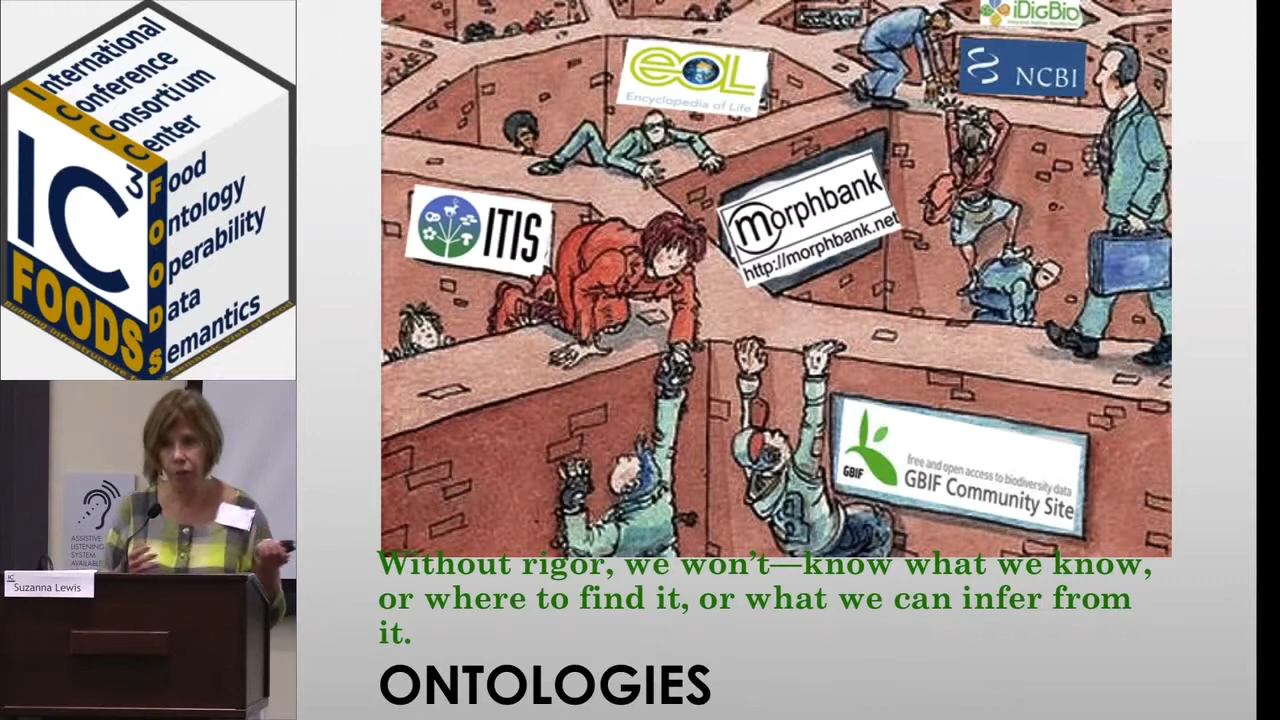 International
Conference
Consortium
Center
IC
3
FOODS
Food
Ontology
Operability
Data
Semantics
ASSISTIVE
LISTENING
SYSTEM
AVAILABLE
IC
Suzanna Lewis
iDigBio
EOL
Encyclopedia of Life
NCBI
ITIS
morphbank
http://morphbank.net
GBIF
free and open access to biodiversity data
GBIF Community Site
Without rigor, we won’t—know what we know,
or where to find it, or what we can infer from
it.
ONTOLOGIES